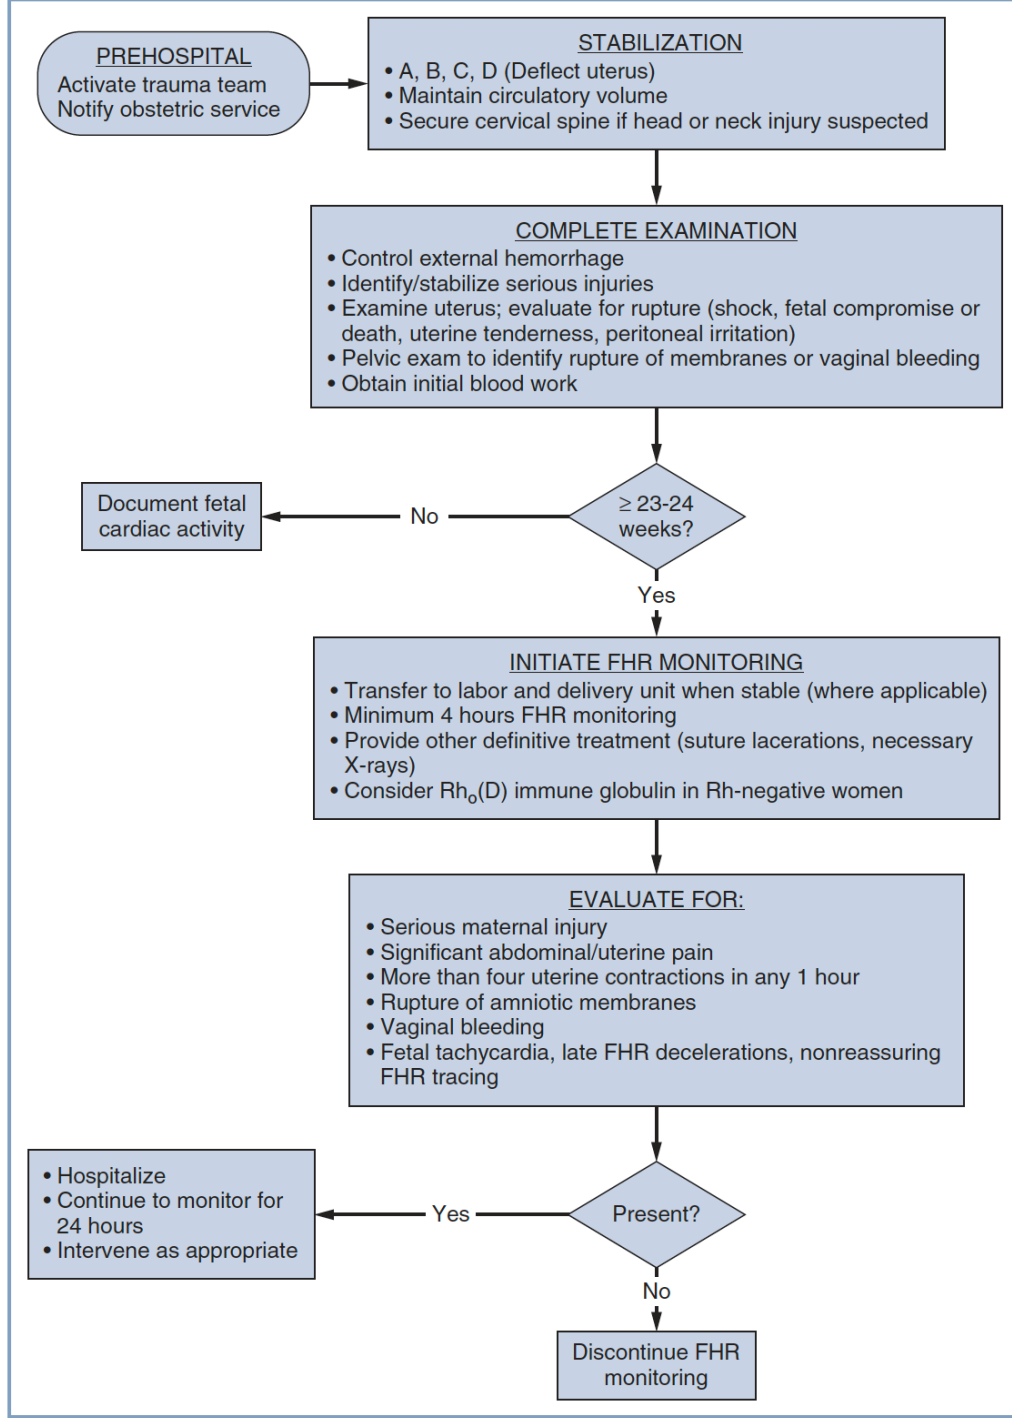 PREHOSPITAL
Activate trauma team
Notify obstetric service
STABILIZATION
• A, B, C, D (Deflect uterus)
• Maintain circulatory volume
• Secure cervical spine if head or neck injury suspected
COMPLETE EXAMINATION
• Control external hemorrhage
• Identify/stabilize serious injuries
• Examine uterus; evaluate for rupture (shock, fetal compromise or
death, uterine tenderness, peritoneal irritation)
• Pelvic exam to identify rupture of membranes or vaginal bleeding
• Obtain initial blood work
≥ 23-24
weeks?
No
Document fetal
cardiac activity
Yes
INITIATE FHR MONITORING
• Transfer to labor and delivery unit when stable (where applicable)
• Minimum 4 hours FHR monitoring
• Provide other definitive treatment (suture lacerations, necessary
X-rays)
• Consider Rho(D) immune globulin in Rh-negative women
EVALUATE FOR:
• Serious maternal injury
• Significant abdominal/uterine pain
• More than four uterine contractions in any 1 hour
• Rupture of amniotic membranes
• Vaginal bleeding
• Fetal tachycardia, late FHR decelerations, nonreassuring
FHR tracing
Present?
Yes
• Hospitalize
• Continue to monitor for
24 hours
• Intervene as appropriate
No
Discontinue FHR
monitoring